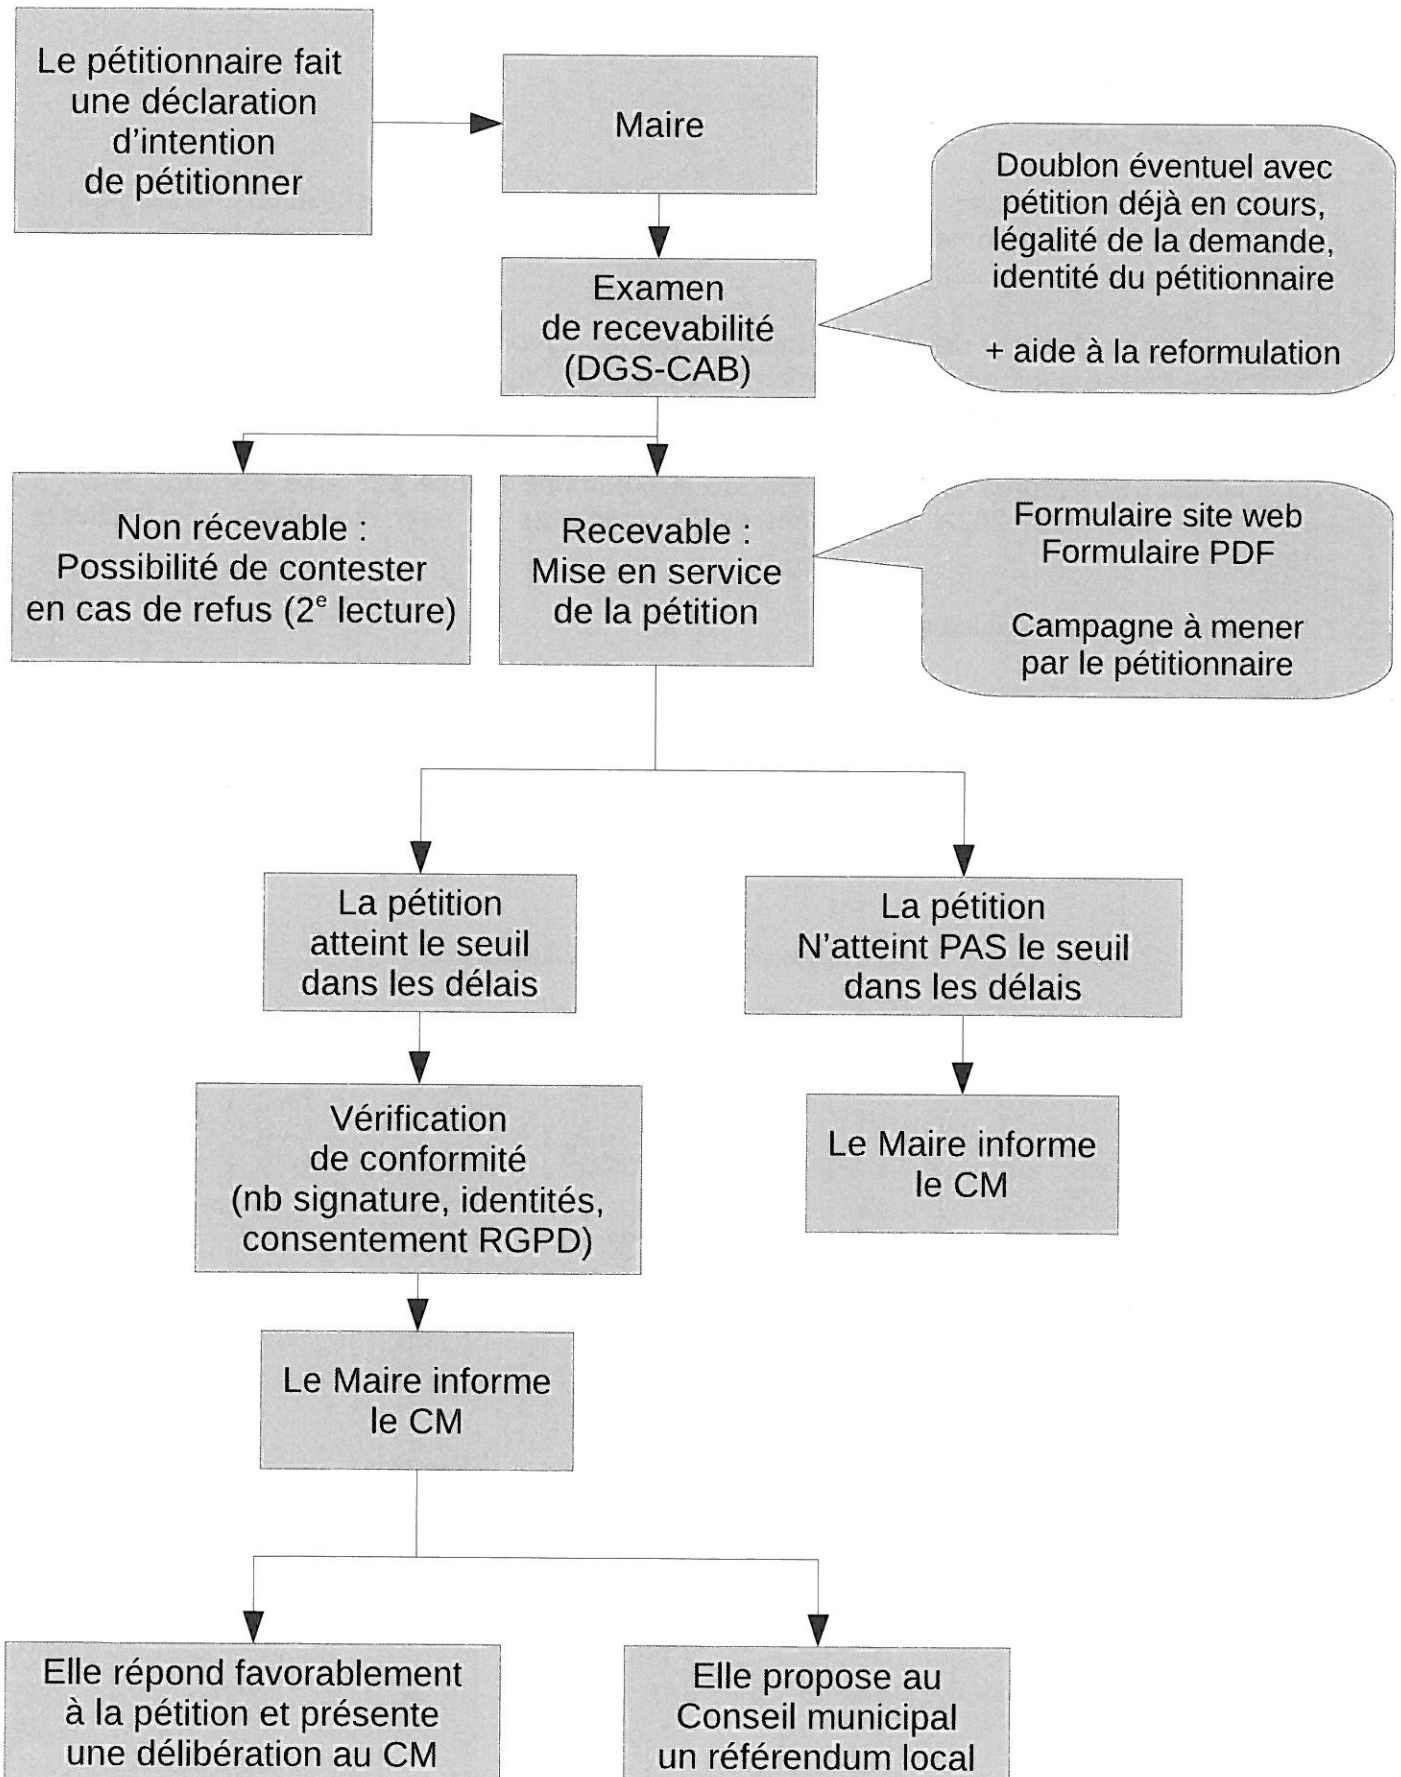 Le pétitionnaire fait
une déclaration
d'intention
de pétitionner
Maire
Doublon éventuel avec
pétition déjà en cours,
légalité de la demande,
identité du pétitionnaire
+ aide à la reformulation
Examen
de recevabilité
(DGS-CAB)
Non récevable :
Possibilité de contester
en cas de refus (2e lecture)
Recevable :
Mise en service
de la pétition
Formulaire site web
Formulaire PDF
Campagne à mener
par le pétitionnaire
La pétition
atteint le seuil
dans les délais
La pétition
N'atteint PAS le seuil
dans les délais
Vérification
de conformité
(nb signature, identités,
consentement RGPD)
Le Maire informe
le CM
Le Maire informe
le CM
Elle répond favorablement
à la pétition et présente
une délibération au CM
Elle propose au
Conseil municipal
un référendum local